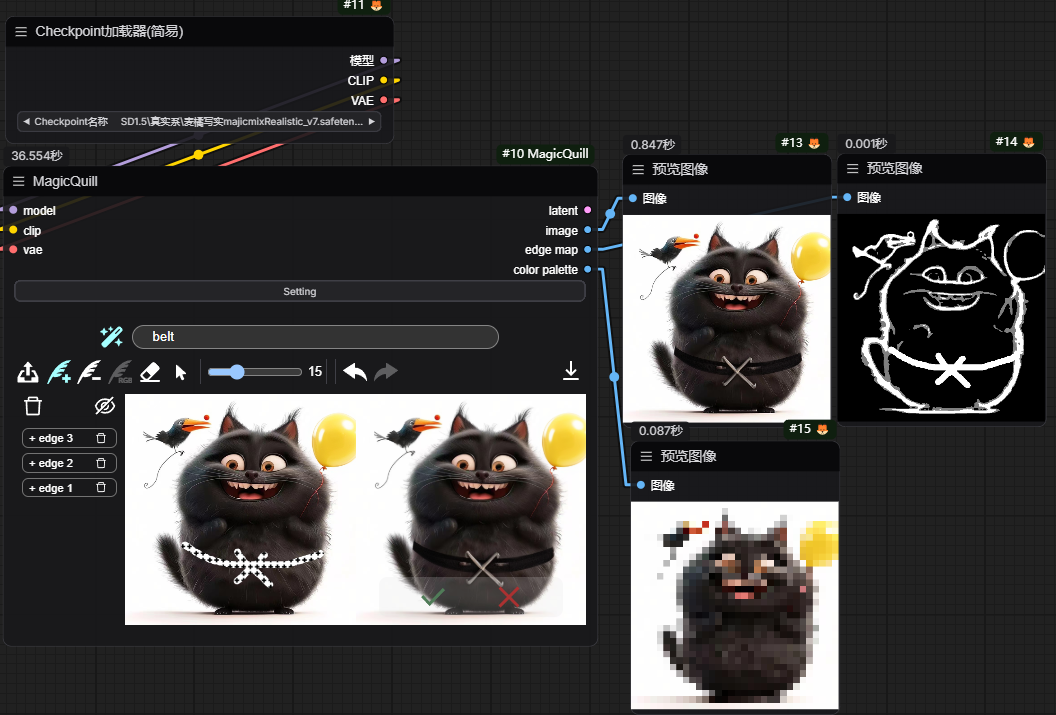 #11
Checkpoint加载器(简易)
模型
CLIP
VAE
Checkpoint名称 SD1.5\真实系\麦橘写实majicmixRealistic_v7.safeten...
36.554秒
#10 MagicQuill
MagicQuill
model
clip
vae
latent
image
edge map
color palette
Setting
belt
RGB
15
+ edge 3
+ edge 2
+ edge 1
0.847秒
#13
预览图像
图像
0.001秒
#14
预览图像
图像
0.087秒
#15
预览图像
图像